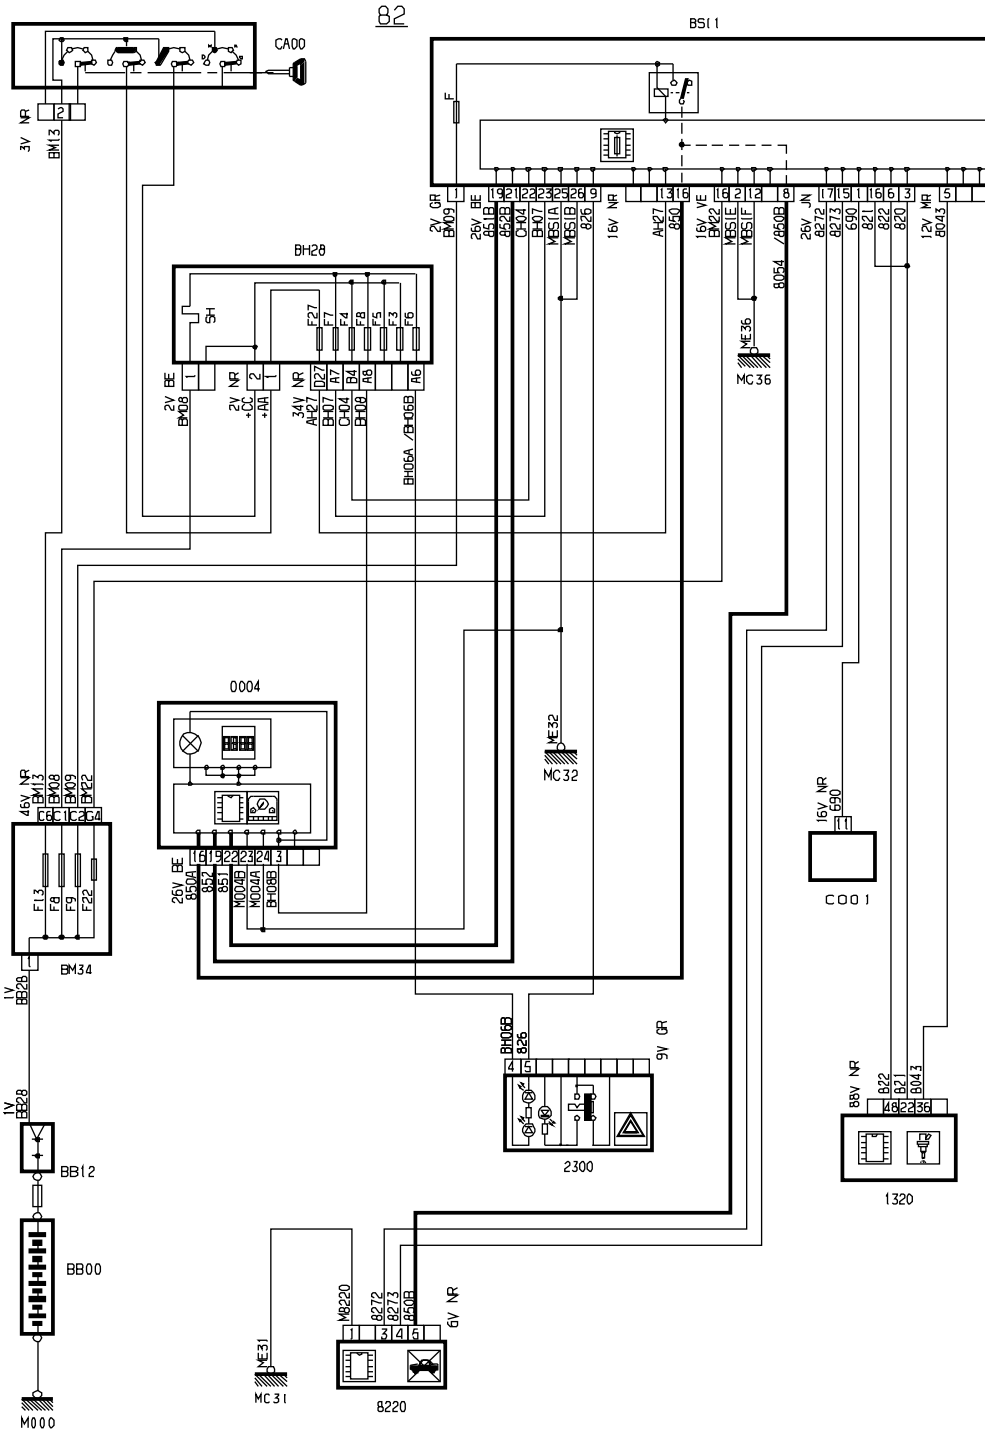 82
BSI1
CA00
3V NR
2
BM13
F
1
19 21 22 23 25 26 9
13 16
16 2 12
8
17 15 1 16 6 3
5
2V GR
BM09
26V BE
851B
852B
CH04
BH07
MBSIA
MBSIB
826
16V NR
AH27
850
16V VE
BM22
MBSIE
MBSIF
8054 /850B
26V JN
8272
8273
690
821
822
820
12V MR
8043
BH28
SH
F27
F7
F4
F8
F5
F3
F6
ME36
MC36
1
2 1
D27 A7 B4 A8 A6
2V BE
BM08
2V NR
+CC
+AA
34V NR
AH27
BH07
CH04
BH08
BH06A /BH06B
0004
ME32
MC32
46V NR
BM13
BM08
BM09
BM22
C6 C1 C2 G4
F13
F8
F9
F22
1
BM34
16 19 22 23 24 3
26V BE
850A
852
851
M004B
M004A
BH08B
16V NR
690
11
C001
1V
BB28
BH06B
826
9V GR
4 5
2300
88V NR
822
821
8043
48 22 36
1320
1V
BB28
BB12
BB00
M000
ME31
MC31
M8220
8272
8273
850B
6V NR
1 3 4 6
8220